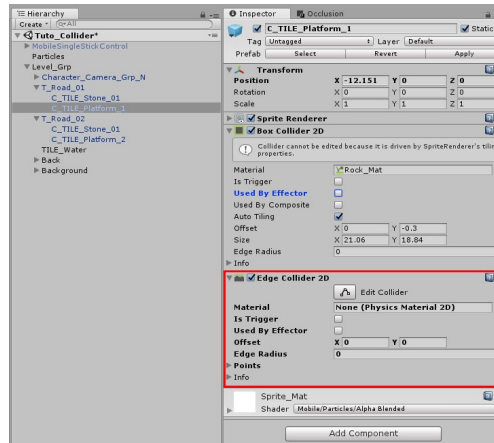 Hierarchy
Create
All
Tuto_Collider*
MobileSingleStickControl
Particles
Level_Grp
Character_Camera_Grp_N
T_Road_01
C_TILE_Stone_01
C_TILE_Platform_1
T_Road_02
C_TILE_Stone_01
C_TILE_Platform_2
TILE_Water
Back
Background
Inspector Occlusion
C_TILE_Platform_1 Static
Tag Untagged Layer Default
Prefab Select Revert Apply
Transform
Position X -12.151 Y 0 Z 0
Rotation X 0 Y 0 Z 0
Scale X 1 Y 1 Z 1
Sprite Renderer
Box Collider 2D
Collider cannot be edited because it is driven by SpriteRenderer's tiling
properties.
Material Rock_Mat
Is Trigger
Used By Effector
Used By Composite
Auto Tiling
Offset X 0 Y -0.3
Size X 21.06 Y 18.84
Edge Radius 0
Info
Edge Collider 2D
Edit Collider
Material None (Physics Material 2D)
Is Trigger
Used By Effector
Offset X 0 Y 0
Edge Radius 0
Points
Info
Sprite_Mat
Shader Mobile/Particles/Alpha Blended
Add Component